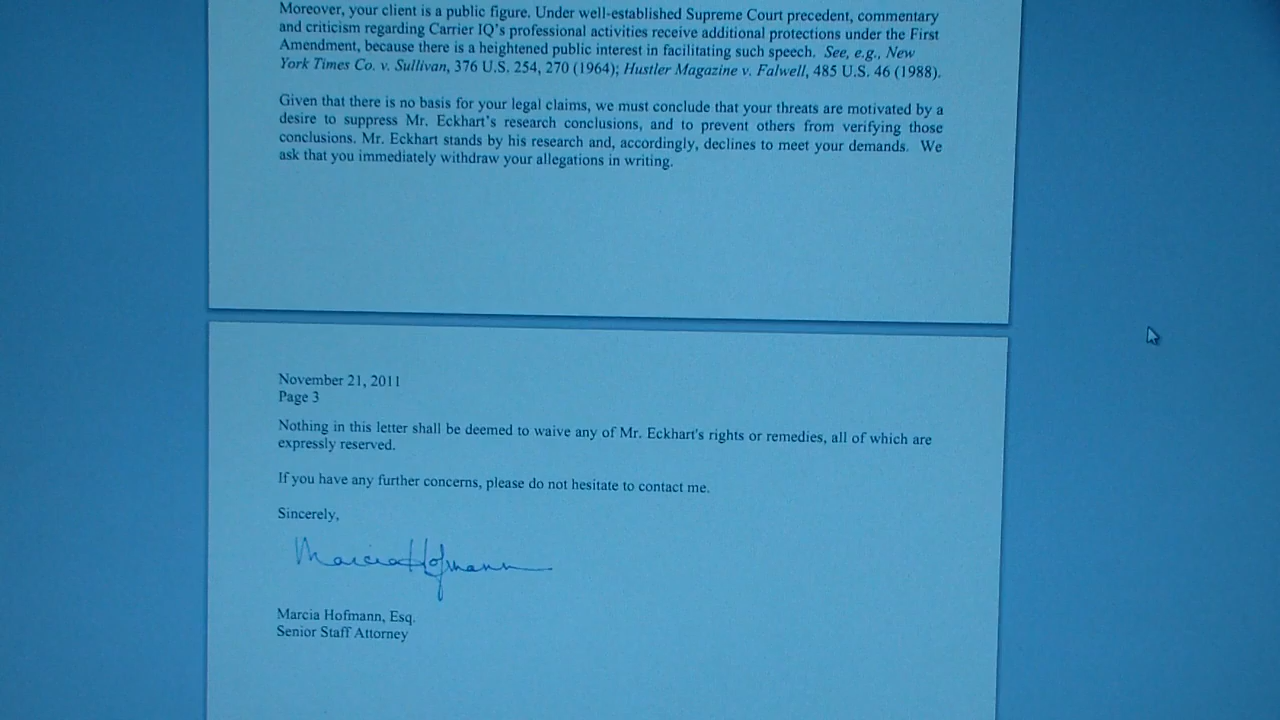 Moreover, your client is a public figure. Under well-established Supreme Court precedent, commentary
and criticism regarding Carrier IQ's professional activities receive additional protections under the First
Amendment, because there is a heightened public interest in facilitating such speech. See, e.g., New
York Times Co. v. Sullivan, 376 U.S. 254, 270 (1964); Hustler Magazine v. Falwell, 485 U.S. 46 (1988).
Given that there is no basis for your legal claims, we must conclude that your threats are motivated by a
desire to suppress Mr. Eckhart's research conclusions, and to prevent others from verifying those
conclusions. Mr. Eckhart stands by his research and, accordingly, declines to meet your demands. We
ask that you immediately withdraw your allegations in writing.
November 21, 2011
Page 3
Nothing in this letter shall be deemed to waive any of Mr. Eckhart's rights or remedies, all of which are
expressly reserved.
If you have any further concerns, please do not hesitate to contact me.
Sincerely,
Marcia Hofmann
Marcia Hofmann, Esq.
Senior Staff Attorney